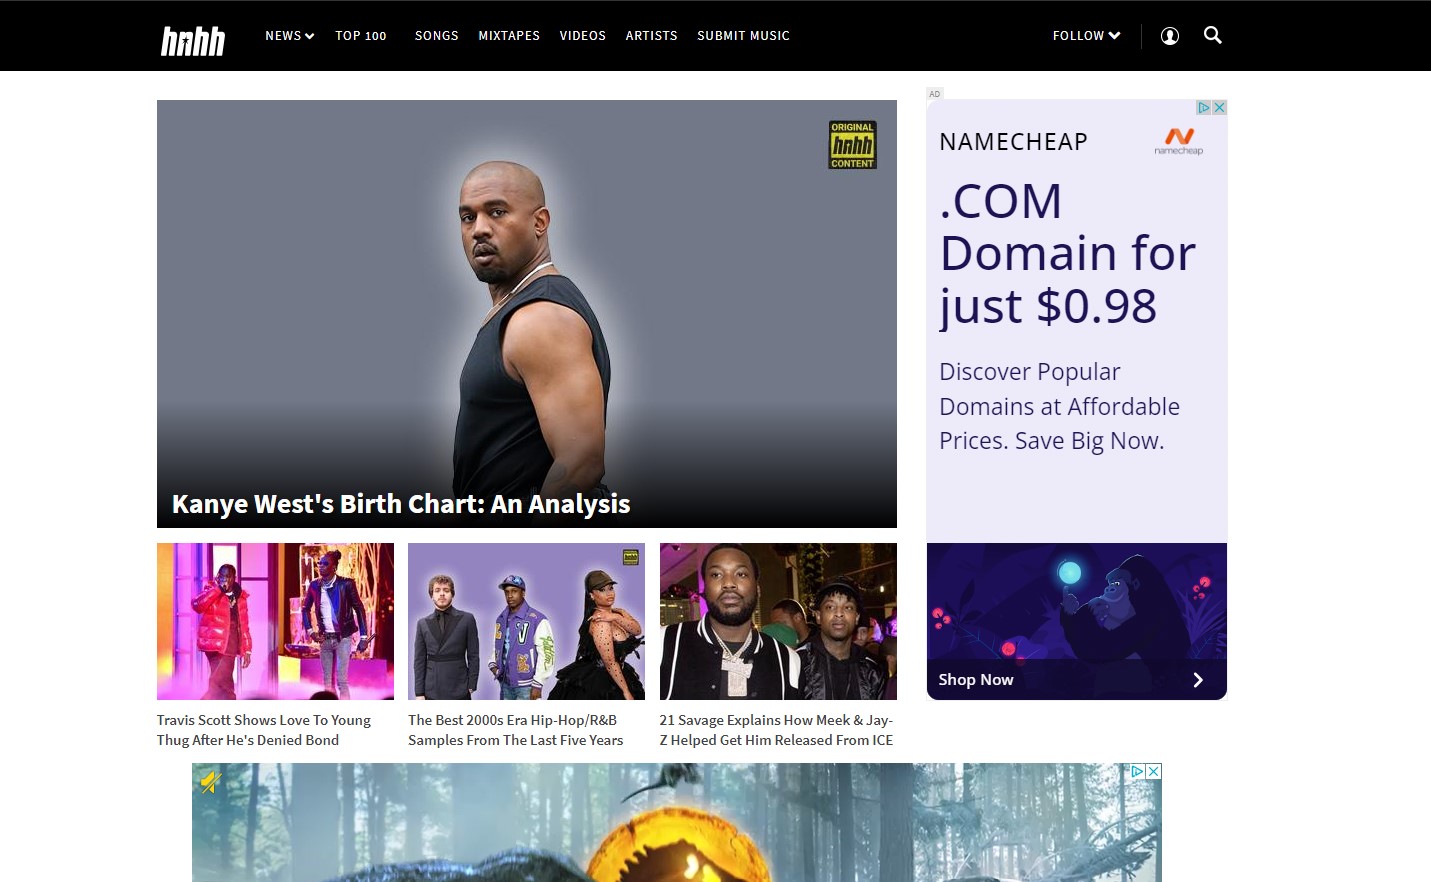 hnhh
NEWS
TOP 100
SONGS
MIXTAPES
VIDEOS
ARTISTS
SUBMIT MUSIC
FOLLOW
ORIGINAL
hnhh
CONTENT
Kanye West's Birth Chart: An Analysis
AD
NAMECHEAP
namecheap
.COM
Domain for
just $0.98
Discover Popular
Domains at Affordable
Prices. Save Big Now.
Shop Now
hnhh
Travis Scott Shows Love To Young
Thug After He's Denied Bond
The Best 2000s Era Hip-Hop/R&B
Samples From The Last Five Years
21 Savage Explains How Meek & Jay-
Z Helped Get Him Released From ICE